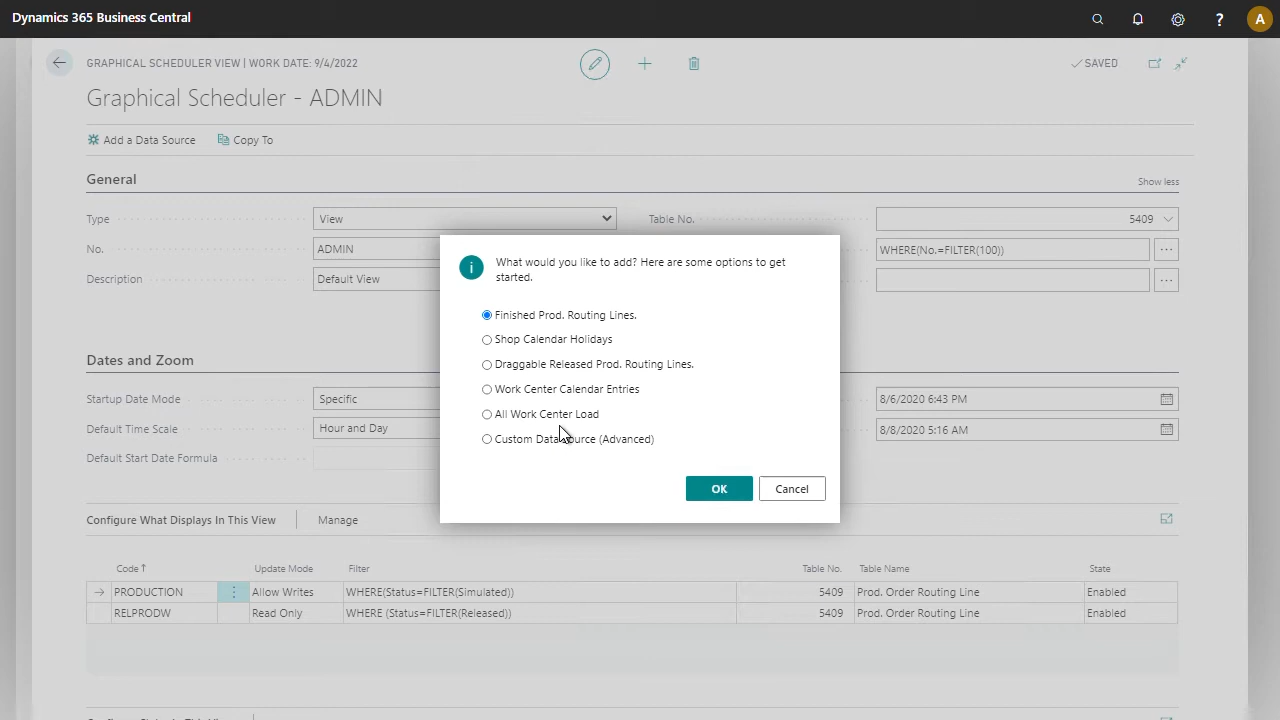 Dynamics 365 Business Central
?
A
GRAPHICAL SCHEDULER VIEW | WORK DATE: 9/4/2022
SAVED
Graphical Scheduler - ADMIN
Add a Data Source
Copy To
General
Show less
Type
View
Table No.
5409
No.
ADMIN
WHERE(No.=FILTER(100))
...
Description
Default View
...
i
What would you like to add? Here are some options to get
started.
Finished Prod. Routing Lines.
Shop Calendar Holidays
Draggable Released Prod. Routing Lines.
Work Center Calendar Entries
All Work Center Load
Custom Data Source (Advanced)
OK
Cancel
Dates and Zoom
Startup Date Mode
Specific
8/6/2020 6:43 PM
Default Time Scale
Hour and Day
8/8/2020 5:16 AM
Default Start Date Formula
Configure What Displays In This View
Manage
Code↑ Update Mode Filter Table No. Table Name State
→ PRODUCTION Allow Writes WHERE(Status=FILTER(Simulated)) 5409 Prod. Order Routing Line Enabled
RELPRODW Read Only WHERE (Status=FILTER(Released)) 5409 Prod. Order Routing Line Enabled